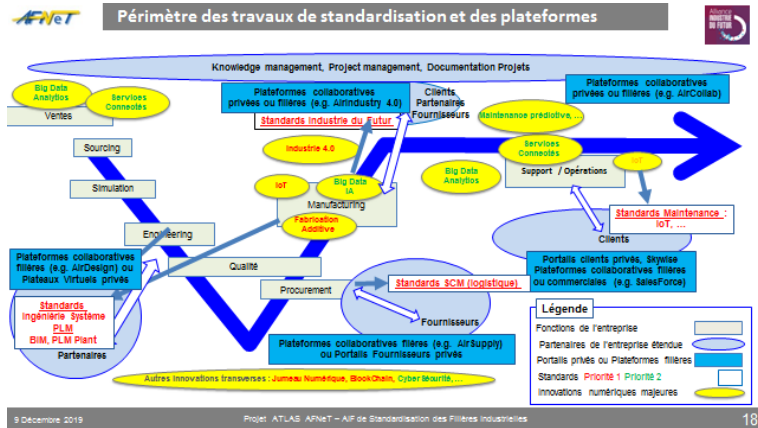 AFNeT
Périmètre des travaux de standardisation et des plateformes
Alliance
INDUSTRIE
DU FUTUR
Knowledge management, Project management, Documentation Projets
Big Data
Analytics
Ventes
Services
Connectés
Plateformes collaboratives
privées ou filières (e.g. AirIndustry 4.0)
Clients
Partenaires
Fournisseurs
Standards Industrie du Futur
Plateformes collaboratives
privées ou filières (e.g. AirCollab)
Maintenance prédictive, ...
Sourcing
Industrie 4.0
Services
Connectés
Support / Opérations
IoT
Simulation
IoT
Big Data
IA
Manufacturing
Big Data
Analytics
Fabrication
Additive
Standards Maintenance :
IoT, ...
Engineering
Clients
Plateformes collaboratives
filières (e.g. AirDesign) ou
Plateaux Virtuels privés
Qualité
Portails clients privés, Skywise
Plateformes collaboratives filières
ou commerciales (e.g. SalesForce)
Procurement
Standards SCM (logistique)
Standards
Ingénierie Système
PLM
BIM, PLM Plant
Partenaires
Fournisseurs
Plateformes collaboratives filières (e.g. AirSupply)
ou Portails Fournisseurs privés
Légende
Fonctions de l'entreprise
Partenaires de l'entreprise étendue
Portails privés ou Plateformes filières
Standards Priorité 1 Priorité 2
Innovations numériques majeures
Autres innovations transverses : Jumeau Numérique, BlockChain, Cyber Sécurité, ...
9 Décembre 2019
Projet ATLAS AFNeT – AIF de Standardisation des Filières Industrielles
18